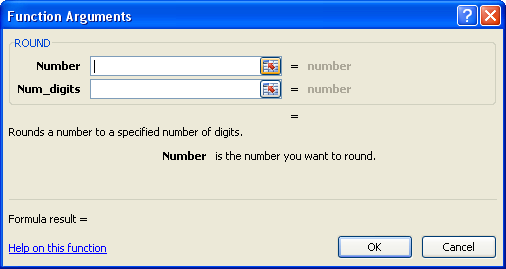 Function Arguments
ROUND
Number = number
Num_digits = number
=
Rounds a number to a specified number of digits.
Number is the number you want to round.
Formula result =
Help on this function OK Cancel